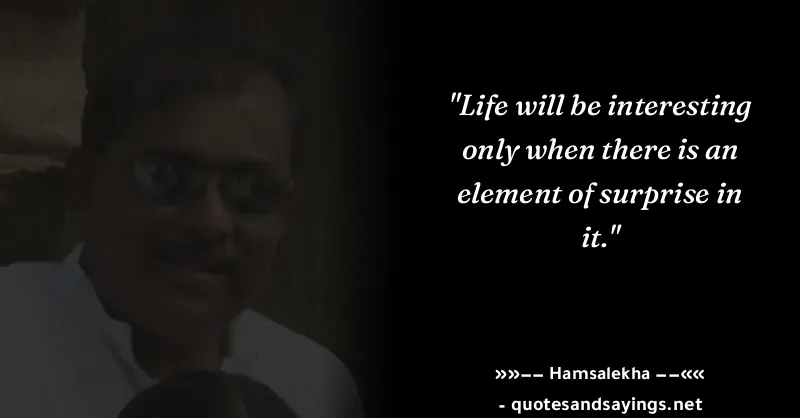 "Life will be interesting
only when there is an
element of surprise in
it."
»»−− Hamsalekha −−««
- quotesandsayings.net